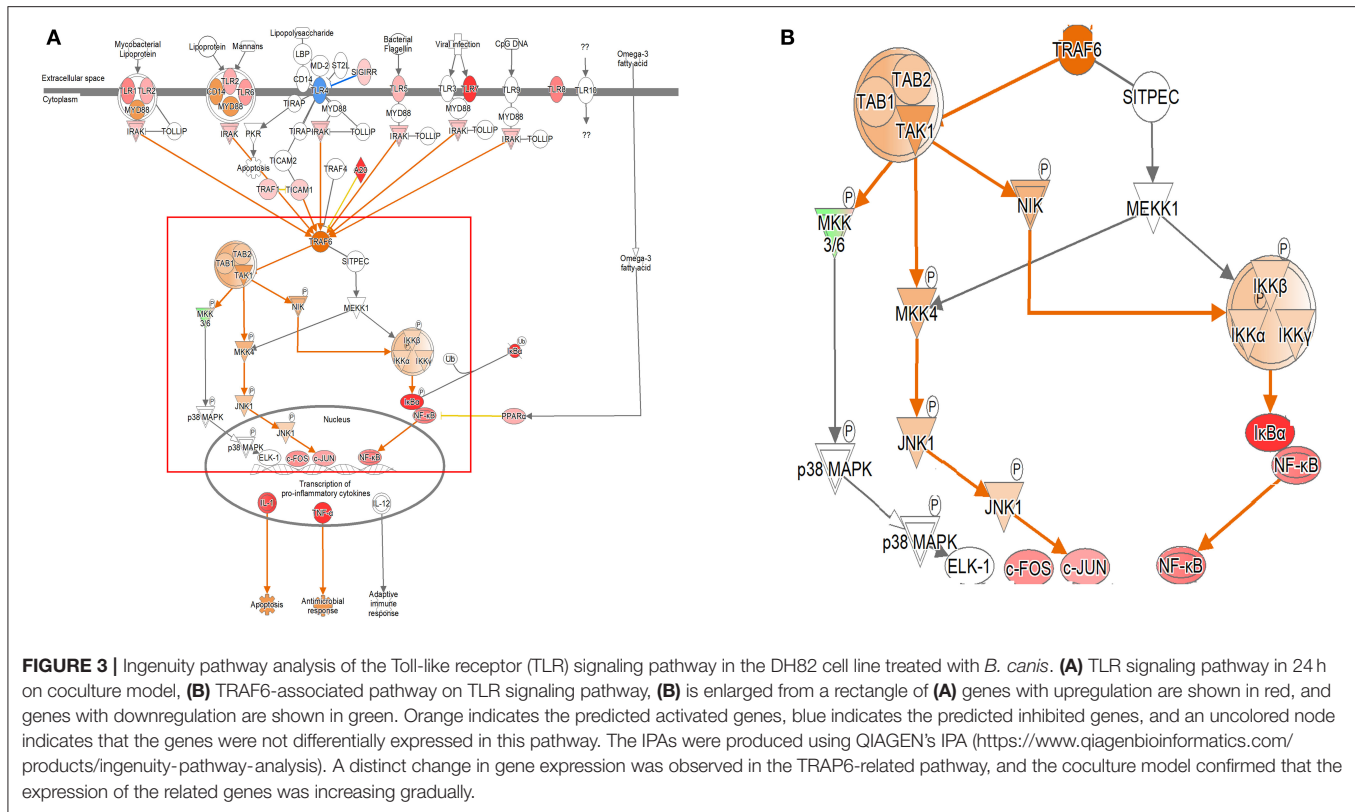 A
Mycobacterial
Lipoprotein
Lipoprotein
Mannans
Lipopolysaccharide
LBP
MD-2
ST2L
CD14
SIGIRR
Bacterial
Flagellin
Viral infection
CpG DNA
??
Omega-3
fatty acid
Extracellular space
Cytoplasm
TLR1
TLR2
CD14
TLR2
TLR6
TLR4
TLR5
TLR3
TLR7
TLR9
TLR8
TLR10
MYD88
MYD88
TIRAP
MYD88
MYD88
MYD88
MYD88
??
IRAK
TOLLIP
IRAK
TOLLIP
PKR
TIRAP
IRAK
TOLLIP
IRAK
TOLLIP
IRAK
TOLLIP
IRAK
TOLLIP
Apoptosis
TICAM2
TRAF4
A20
TRAF1
TICAM1
TRAF6
TAB2
TAB1
TAK1
SITPEC
Omega-3
fatty acid
P
MKK
3/6
P
NIK
MEKK1
P
MKK4
P
IKKβ
P
IKKα
IKKγ
Ub
Ub
IκBα
P
JNK1
P
p38 MAPK
P
IκBα
NF-κB
PPARα
Nucleus
P
JNK1
P
p38 MAPK
ELK-1
c-FOS
c-JUN
NF-κB
Transcription of
pro-inflammatory cytokines
IL-1
TNF-α
IL-12
Apoptosis
Antimicrobial
response
Adaptive
immune
response
B
TRAF6
TAB2
TAB1
TAK1
SITPEC
P
MKK
3/6
P
NIK
MEKK1
P
MKK4
P
IKKβ
P
IKKα
IKKγ
P
JNK1
P
p38 MAPK
IκBα
NF-κB
P
JNK1
P
p38 MAPK
ELK-1
c-FOS
c-JUN
NF-κB
FIGURE 3 | Ingenuity pathway analysis of the Toll-like receptor (TLR) signaling pathway in the DH82 cell line treated with B. canis. (A) TLR signaling pathway in 24 h
on coculture model, (B) TRAF6-associated pathway on TLR signaling pathway, (B) is enlarged from a rectangle of (A) genes with upregulation are shown in red, and
genes with downregulation are shown in green. Orange indicates the predicted activated genes, blue indicates the predicted inhibited genes, and an uncolored node
indicates that the genes were not differentially expressed in this pathway. The IPAs were produced using QIAGEN's IPA (https://www.qiagenbioinformatics.com/
products/ingenuity-pathway-analysis). A distinct change in gene expression was observed in the TRAP6-related pathway, and the coculture model confirmed that the
expression of the related genes was increasing gradually.